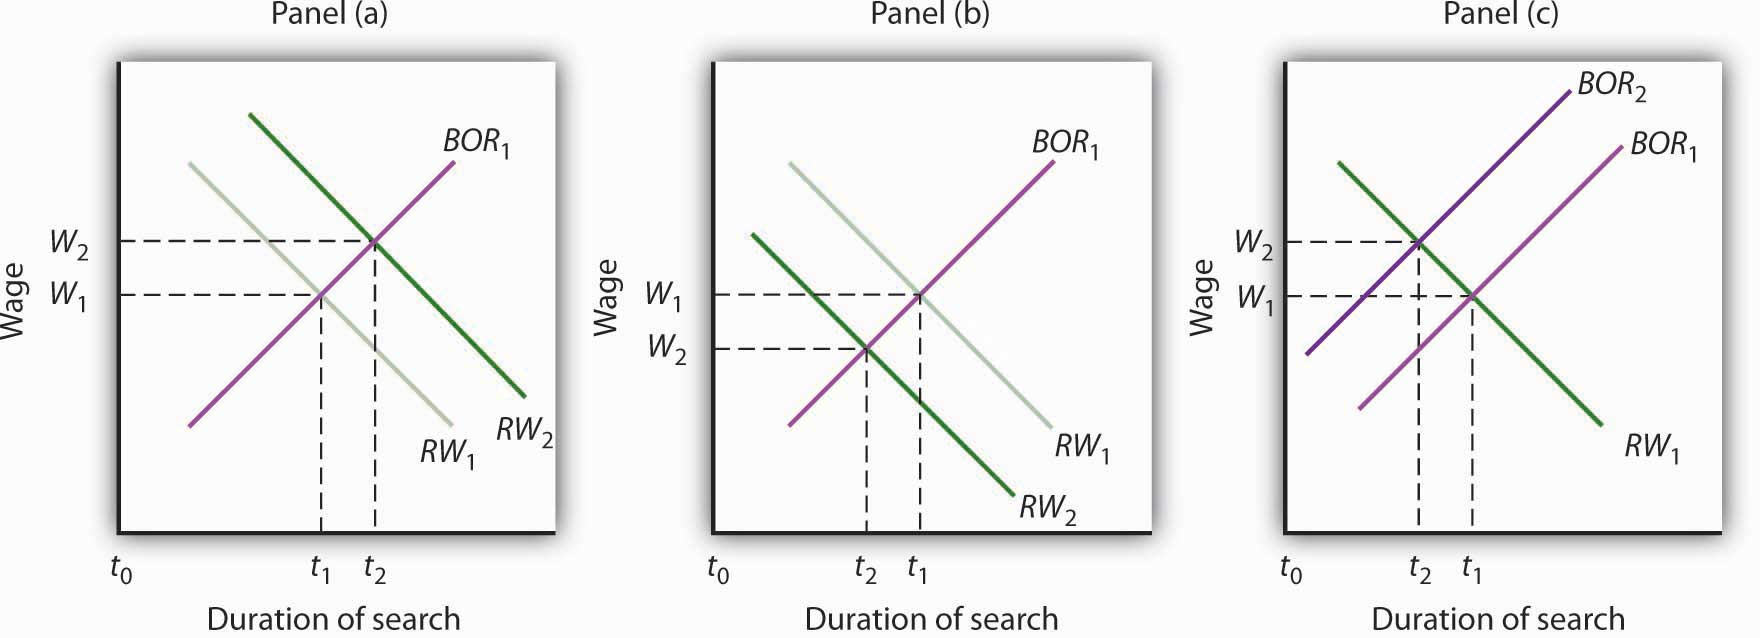 Panel (a)
Wage
W2
W1
BOR1
RW1
RW2
t0
t1
t2
Duration of search
Panel (b)
Wage
W1
W2
BOR1
RW1
RW2
t0
t2
t1
Duration of search
Panel (c)
Wage
W2
W1
BOR2
BOR1
RW1
t0
t2
t1
Duration of search